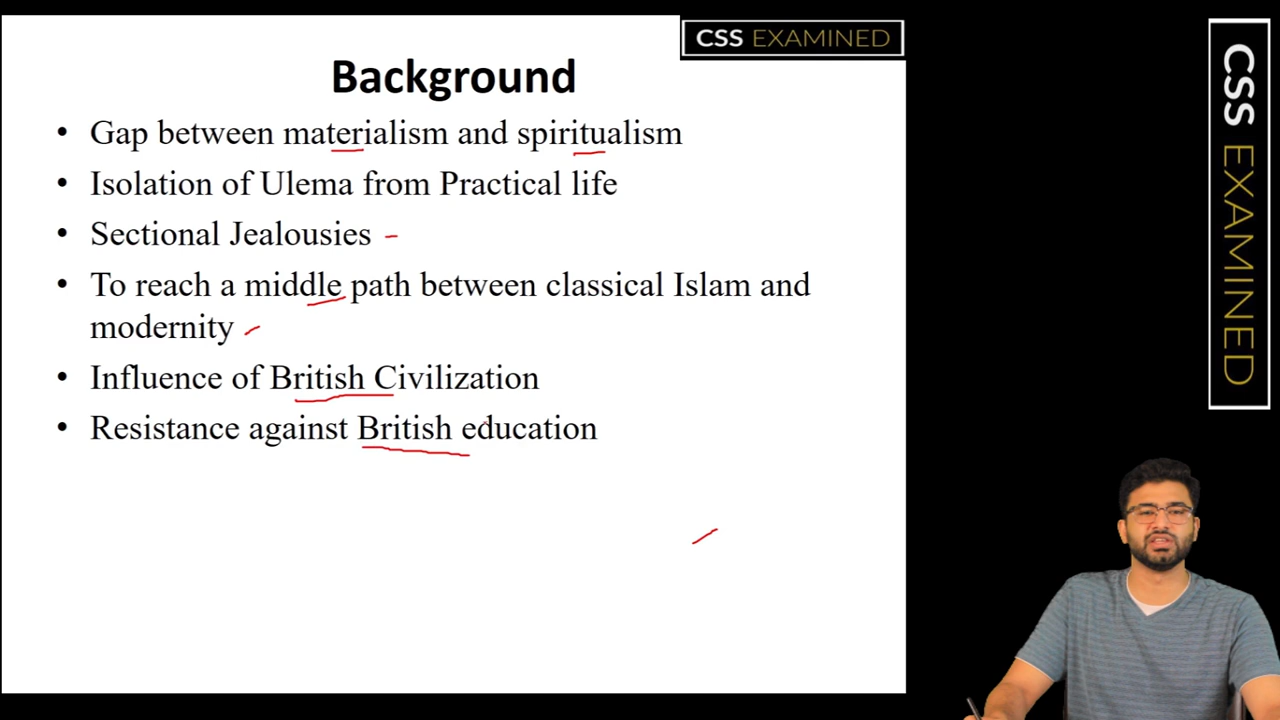 CSS EXAMINED
Background
• Gap between materialism and spiritualism
• Isolation of Ulema from Practical life
• Sectional Jealousies
• To reach a middle path between classical Islam and
modernity
• Influence of British Civilization
• Resistance against British education
CSS EXAMINED